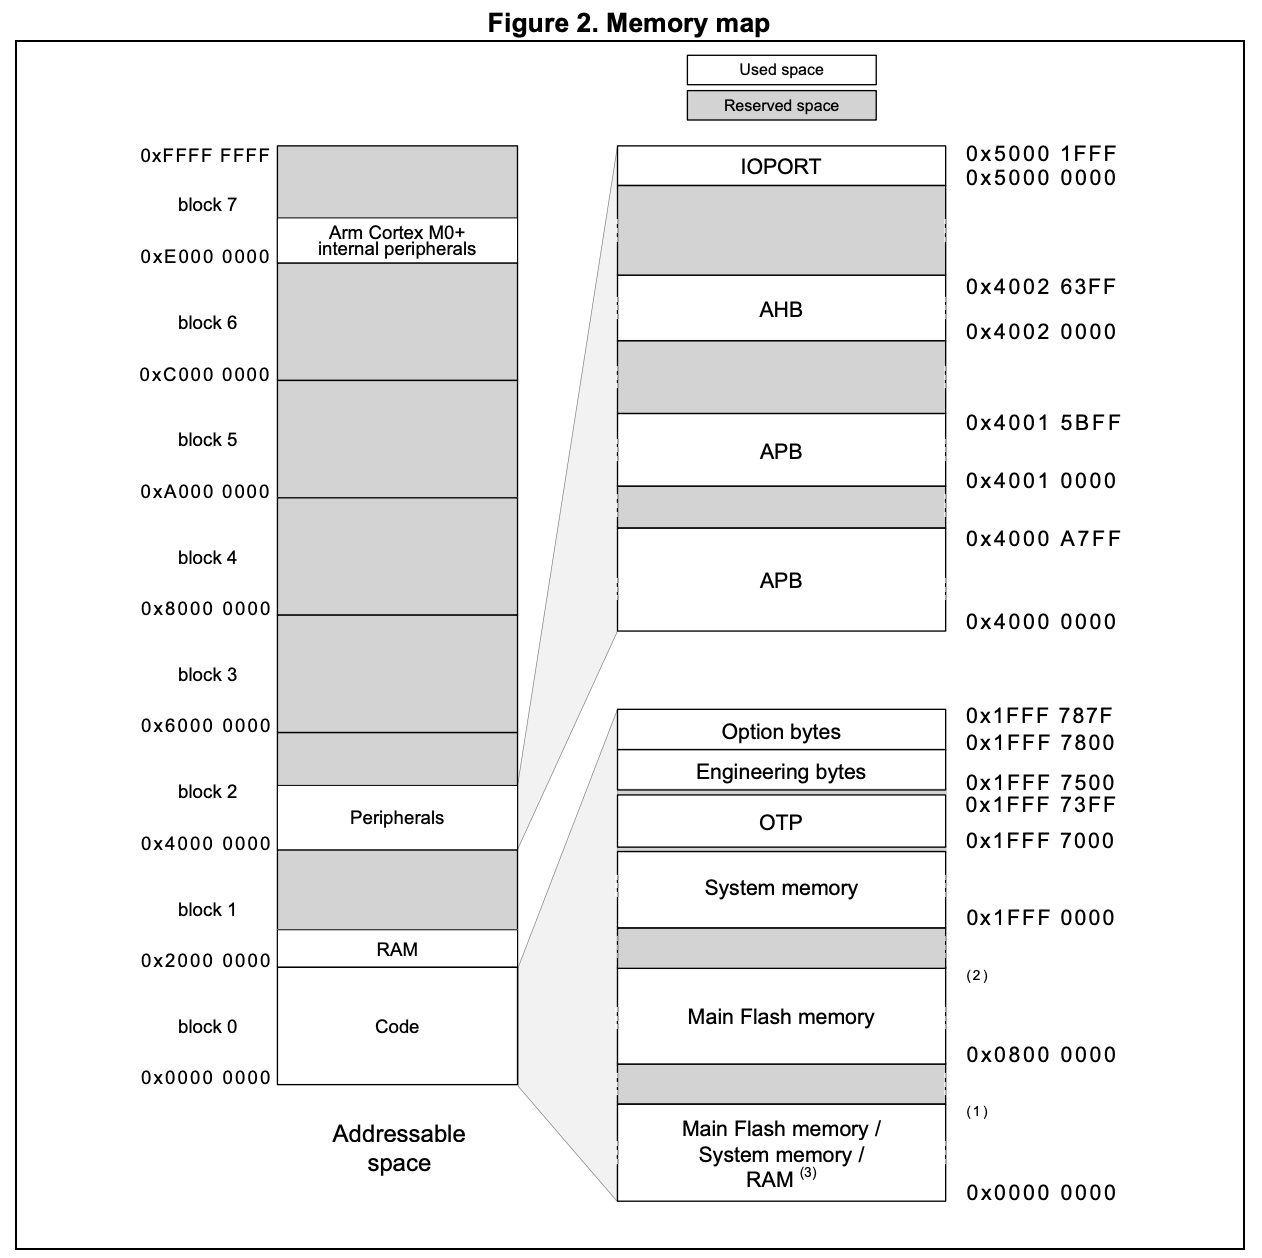 Figure 2. Memory map
Used space
Reserved space
0xFFFF FFFF
block 7
Arm Cortex M0+
internal peripherals
0xE000 0000
block 6
0xC000 0000
block 5
0xA000 0000
block 4
0x8000 0000
block 3
0x6000 0000
block 2
Peripherals
0x4000 0000
block 1
RAM
0x2000 0000
block 0
Code
0x0000 0000
Addressable
space
IOPORT
0x5000 1FFF
0x5000 0000
0x4002 63FF
AHB
0x4002 0000
0x4001 5BFF
APB
0x4001 0000
0x4000 A7FF
APB
0x4000 0000
0x1FFF 787F
Option bytes
0x1FFF 7800
Engineering bytes
0x1FFF 7500
0x1FFF 73FF
OTP
0x1FFF 7000
System memory
0x1FFF 0000
(2)
Main Flash memory
0x0800 0000
(1)
Main Flash memory /
System memory /
RAM (3)
0x0000 0000